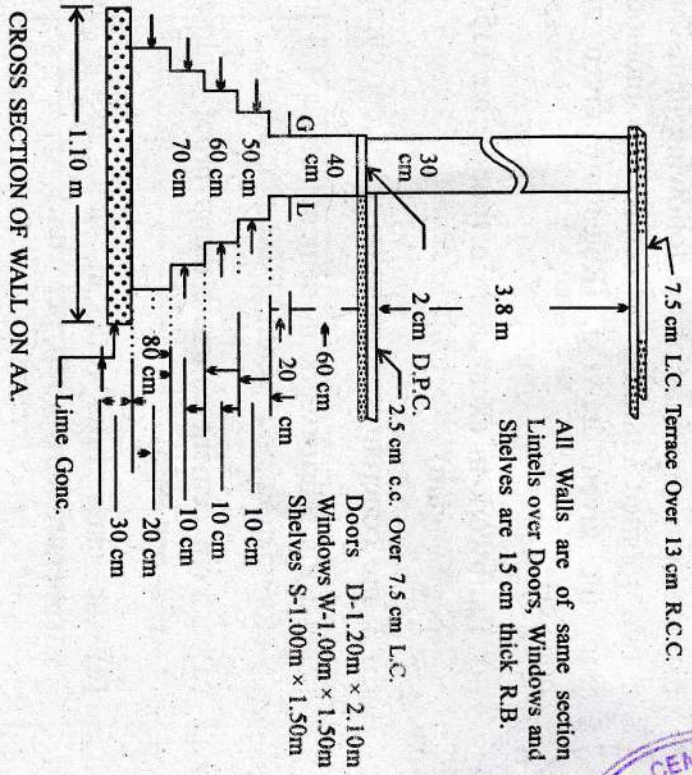 7.5 cm L.C. Terrace Over 13 cm R.C.C.
3.8 m
All Walls are of same section
Lintels over Doors, Windows and
Shelves are 15 cm thick R.B.
30
cm
2 cm D.P.C.
2.5 cm c.c. Over 7.5 cm L.C.
40
cm
60 cm
Doors D-1.20m × 2.10m
Windows W-1.00m × 1.50m
Shelves S-1.00m × 1.50m
G
L
20 cm
50 cm
10 cm
60 cm
10 cm
70 cm
10 cm
80 cm
20 cm
30 cm
Lime Gonc.
1.10 m
CROSS SECTION OF WALL ON AA.
CEN